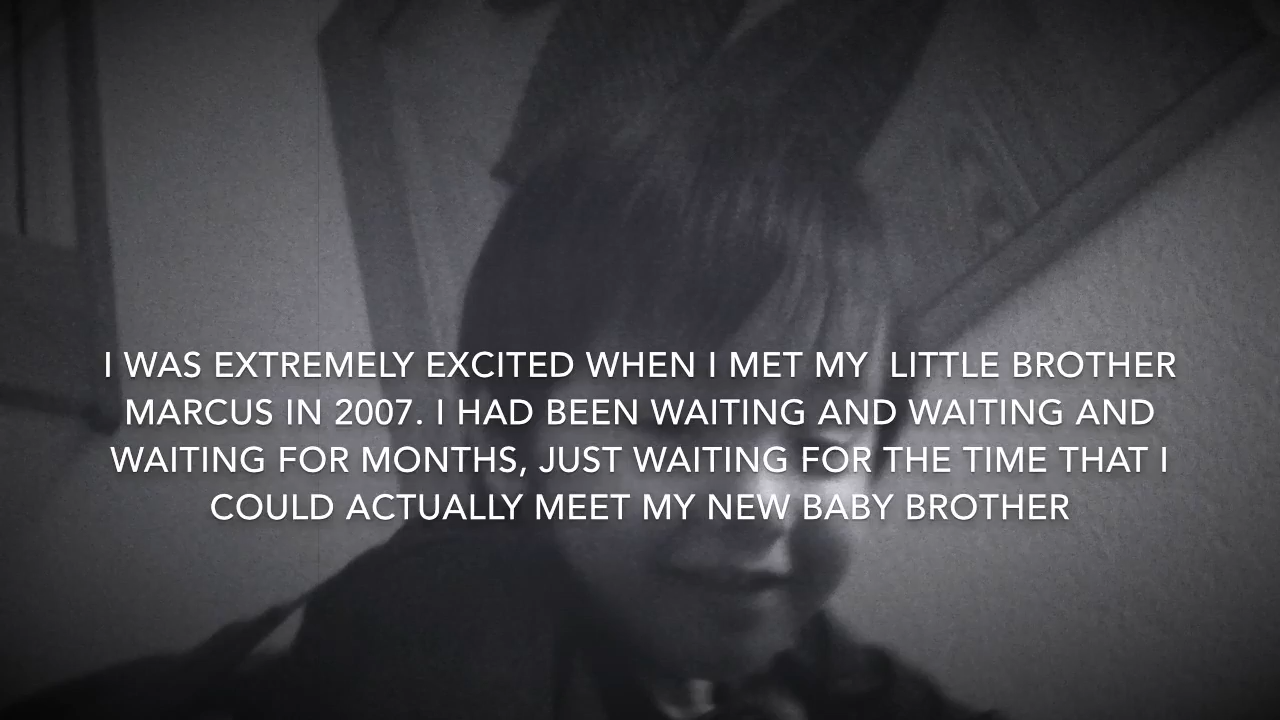 I WAS EXTREMELY EXCITED WHEN I MET MY  LITTLE BROTHER
MARCUS IN 2007. I HAD BEEN WAITING AND WAITING AND
WAITING FOR MONTHS, JUST WAITING FOR THE TIME THAT I
COULD ACTUALLY MEET MY NEW BABY BROTHER